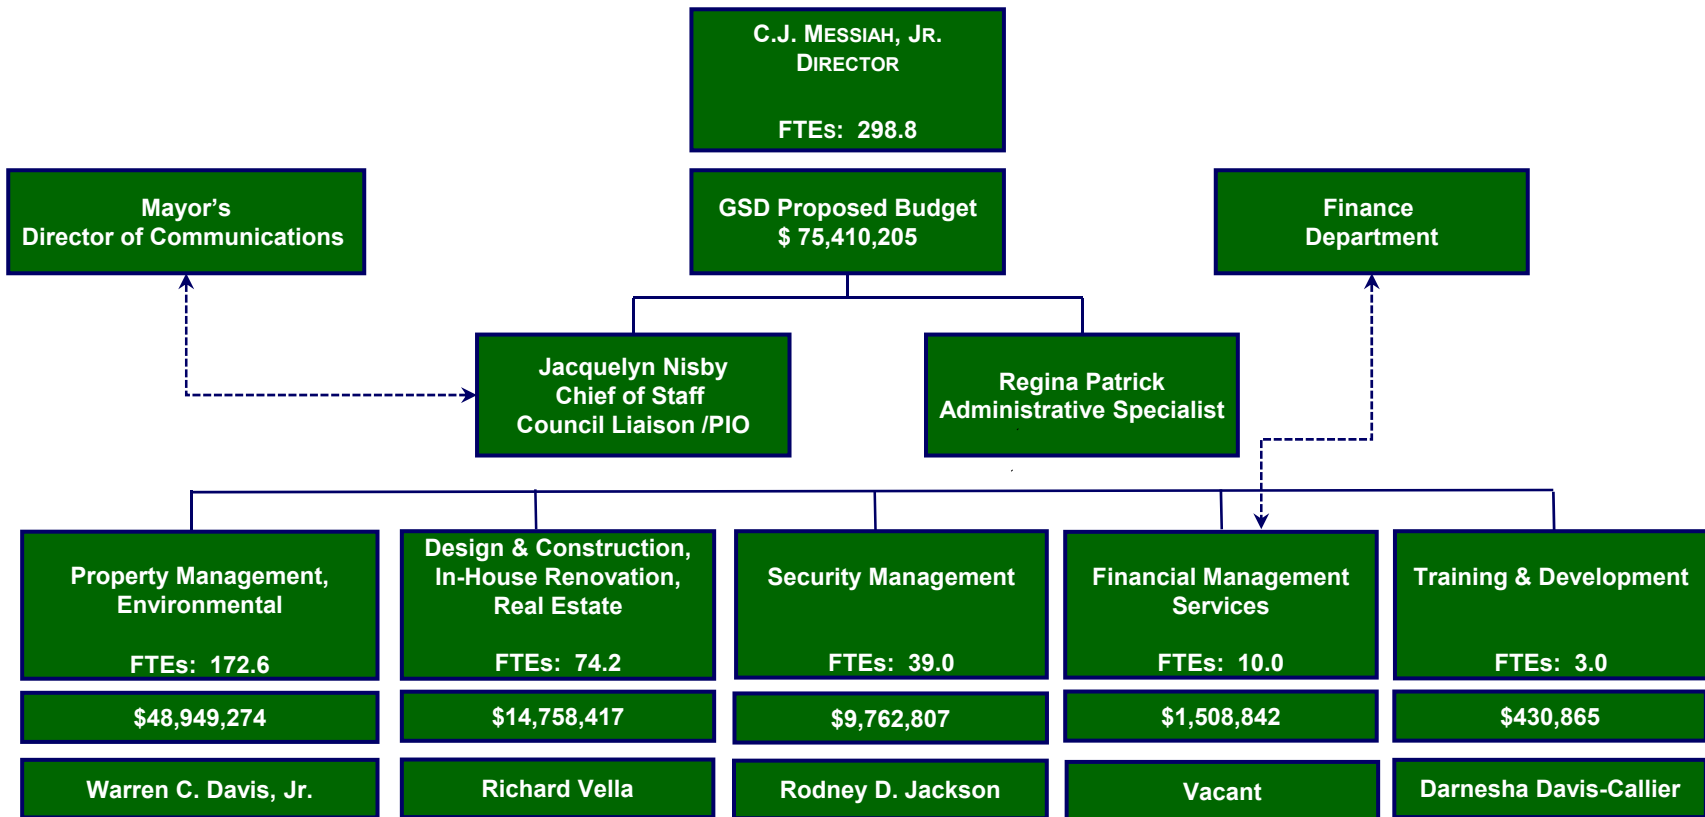 C.J. MESSIAH, JR.
DIRECTOR
FTES: 298.8
GSD Proposed Budget
$ 75,410,205
Mayor’s
Director of Communications
Finance
Department
Jacquelyn Nisby
Chief of Staff
Council Liaison /PIO
Regina Patrick
Administrative Specialist
Property Management,
Environmental
FTEs: 172.6
$48,949,274
Warren C. Davis, Jr.
Design & Construction,
In-House Renovation,
Real Estate
FTEs: 74.2
$14,758,417
Richard Vella
Security Management
FTEs: 39.0
$9,762,807
Rodney D. Jackson
Financial Management
Services
FTEs: 10.0
$1,508,842
Vacant
Training & Development
FTEs: 3.0
$430,865
Darnesha Davis-Callier